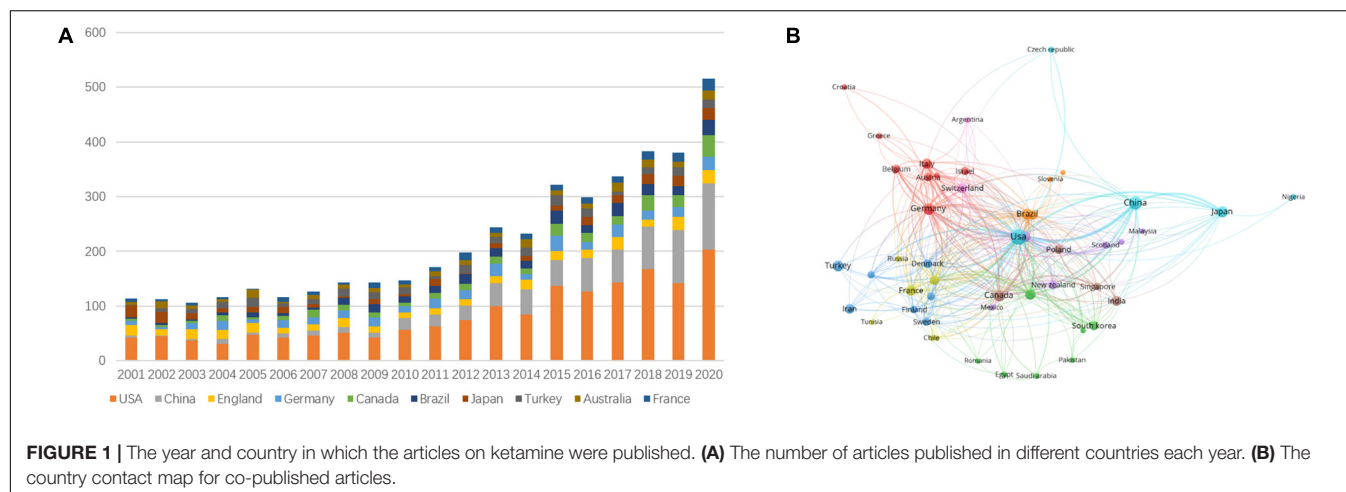 A
600
500
400
300
200
100
0
2001 2002 2003 2004 2005 2006 2007 2008 2009 2010 2011 2012 2013 2014 2015 2016 2017 2018 2019 2020
USA China England Germany Canada Brazil Japan Turkey Australia France
B
Czech republic
Croatia
Argentina
Greece
Italy
Belgium
Israel
Austria
Switzerland
Slovenia
Nigeria
China
Germany
Brazil
Japan
Malaysia
Usa
Scotland
Poland
Russia
Denmark
Turkey
New zealand
Singapore
France
Canada
India
Iran
Finland
Mexico
Tunisia
Sweden
South korea
Chile
Romania
Pakistan
Egypt
Saudi arabia
FIGURE 1 | The year and country in which the articles on ketamine were published. (A) The number of articles published in different countries each year. (B) The
country contact map for co-published articles.